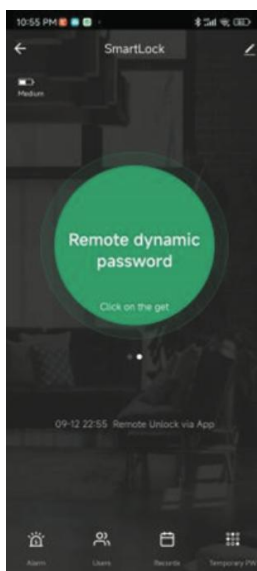 10:55 PM
SmartLock
Medium
Remote dynamic
password
Click on the get
09-12 22:55 Remote Unlock via App
Alarm Users Records Temporary PW